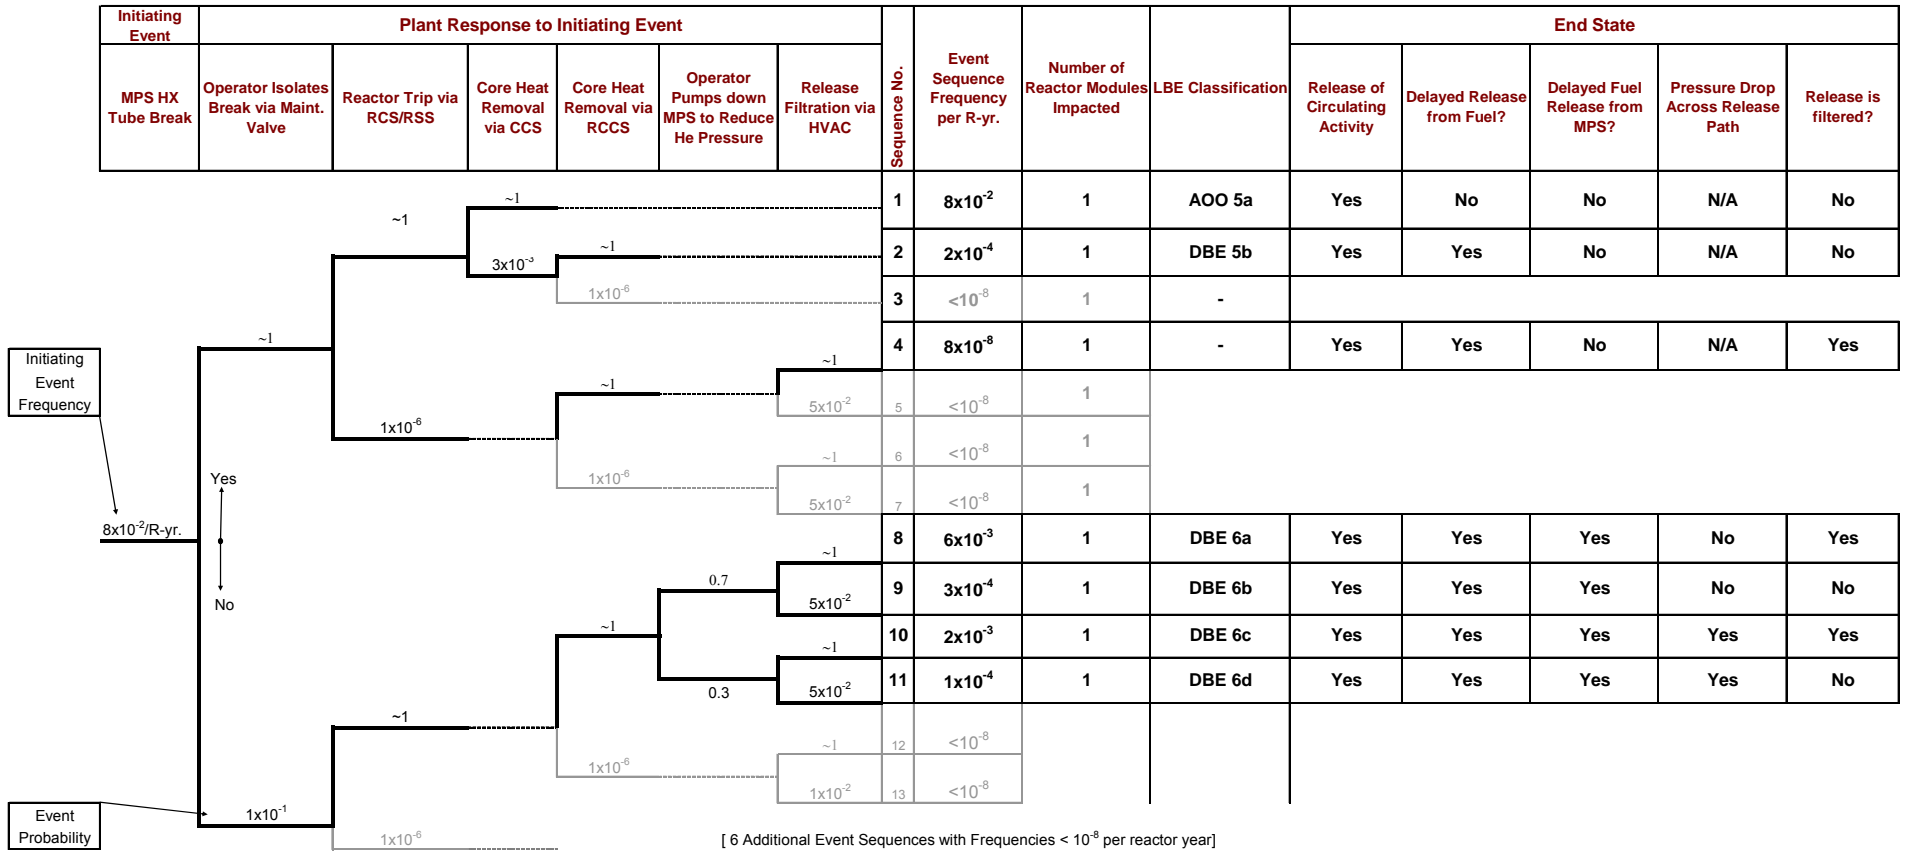 Initiating
Event
Plant Response to Initiating Event
End State
MPS HX
Tube Break
Operator Isolates
Break via Maint.
Valve
Reactor Trip via
RCS/RSS
Core Heat
Removal
via CCS
Core Heat
Removal via
RCCS
Operator
Pumps down
MPS to Reduce
He Pressure
Release
Filtration via
HVAC
Sequence No.
Event
Sequence
Frequency
per R-yr.
Number of
Reactor Modules
Impacted
LBE Classification
Release of
Circulating
Activity
Delayed Release
from Fuel?
Delayed Fuel
Release from
MPS?
Pressure Drop
Across Release
Path
Release is
filtered?
~1 ~1 1 8x10⁻² 1 AOO 5a Yes No No N/A No
3x10⁻³ ~1 2 2x10⁻⁴ 1 DBE 5b Yes Yes No N/A No
1x10⁻⁶ 3 <10⁻⁸ 1 -
~1 ~1 4 8x10⁻⁸ 1 - Yes Yes No N/A Yes
Initiating
Event
Frequency
1x10⁻⁶ ~1 5x10⁻² 5 <10⁻⁸ 1
~1 6 <10⁻⁸ 1
1x10⁻⁶ 5x10⁻² 7 <10⁻⁸ 1
Yes
8x10⁻²/R-yr.
No
~1 8 6x10⁻³ 1 DBE 6a Yes Yes Yes No Yes
0.7 5x10⁻² 9 3x10⁻⁴ 1 DBE 6b Yes Yes Yes No No
~1 ~1 10 2x10⁻³ 1 DBE 6c Yes Yes Yes Yes Yes
0.3 5x10⁻² 11 1x10⁻⁴ 1 DBE 6d Yes Yes Yes Yes No
~1 ~1 12 <10⁻⁸
1x10⁻⁶ 1x10⁻² 13 <10⁻⁸
Event
Probability
1x10⁻¹
1x10⁻⁶
[ 6 Additional Event Sequences with Frequencies < 10⁻⁸ per reactor year]